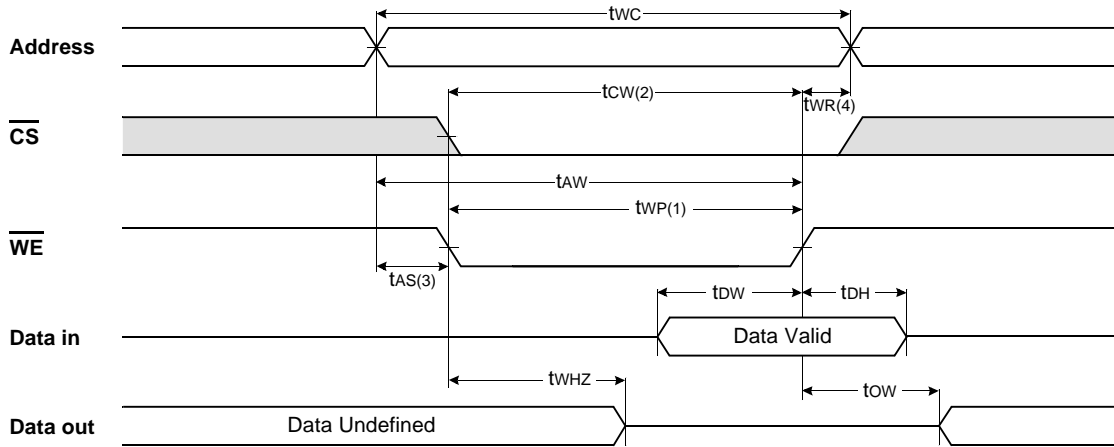 tWC
Address
tCW(2)
tWR(4)
CS
tAW
tWP(1)
WE
tAS(3)
tDW
tDH
Data in
Data Valid
tWHZ
tOW
Data out
Data Undefined